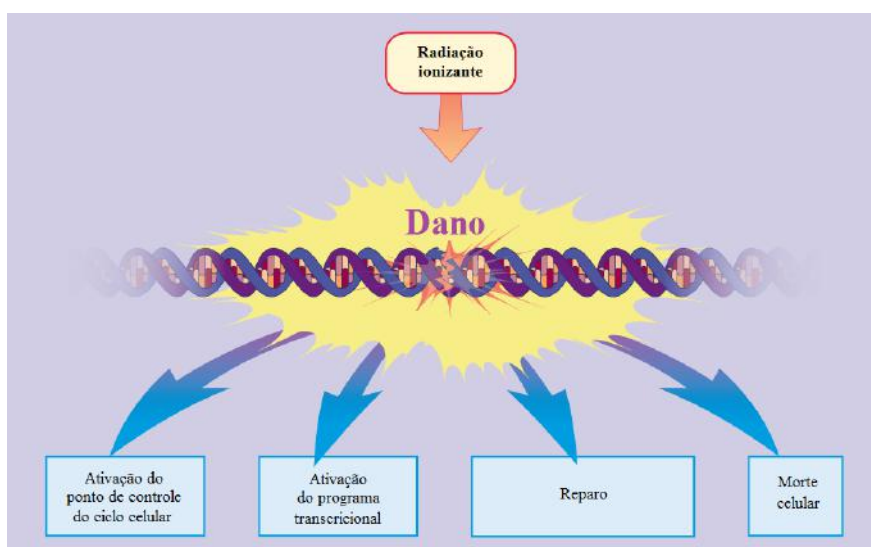 Radiação
ionizante
Dano
Ativação do
ponto de controle
do ciclo celular
Ativação
do programa
transcricional
Reparo
Morte
celular